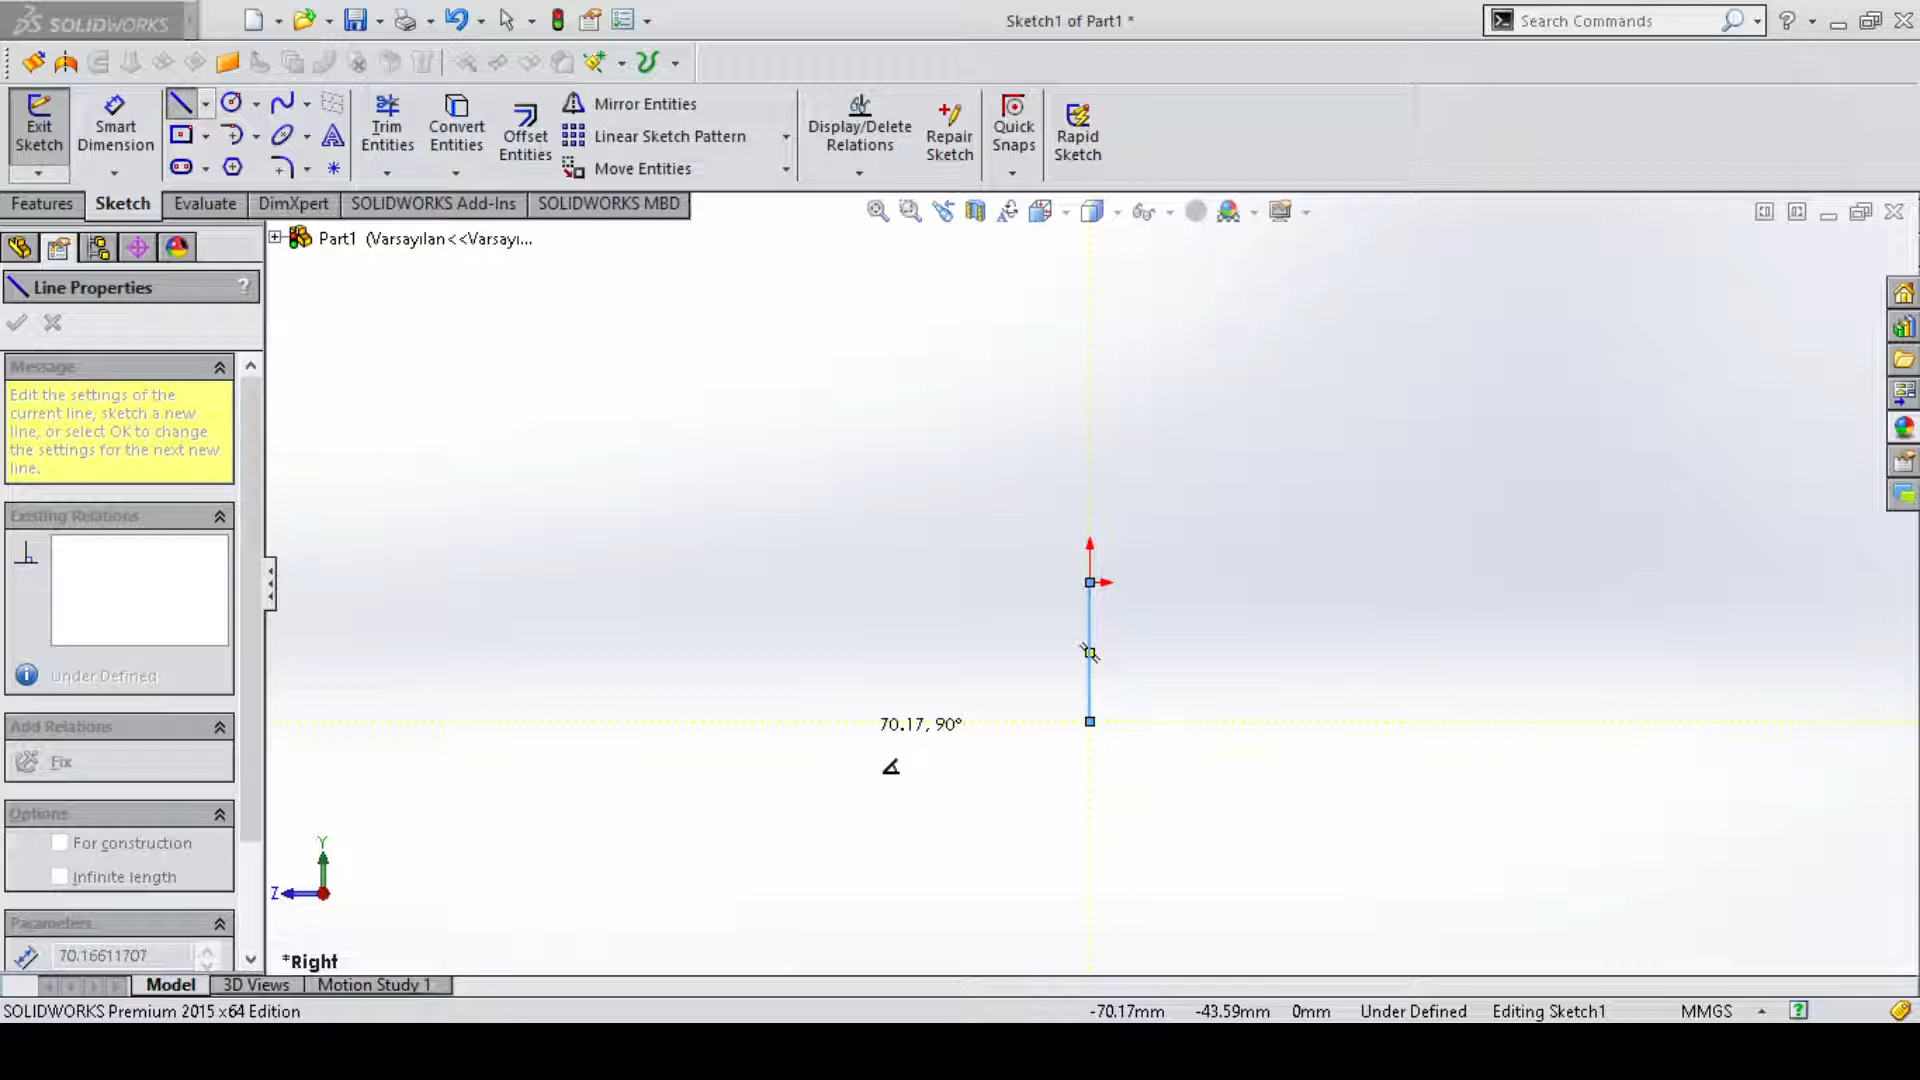 SOLIDWORKS
Sketch1 of Part1 *
Search Commands
Exit Sketch
Smart Dimension
Trim Entities
Convert Entities
Offset Entities
Mirror Entities
Linear Sketch Pattern
Move Entities
Display/Delete Relations
Repair Sketch
Quick Snaps
Rapid Sketch
Features
Sketch
Evaluate
DimXpert
SOLIDWORKS Add-Ins
SOLIDWORKS MBD
Part1 (Varsayılan<<Varsayı...
Line Properties
?
Message
Edit the settings of the
current line, sketch a new
line, or select OK to change
the settings for the next new
line.
Existing Relations
Under Defined
Add Relations
Fix
Options
For construction
Infinite length
Parameters
70.16611707
70.17, 90°
Y
Z
*Right
Model
3D Views
Motion Study 1
SOLIDWORKS Premium 2015 x64 Edition
-70.17mm
-43.59mm
0mm
Under Defined
Editing Sketch1
MMGS
?